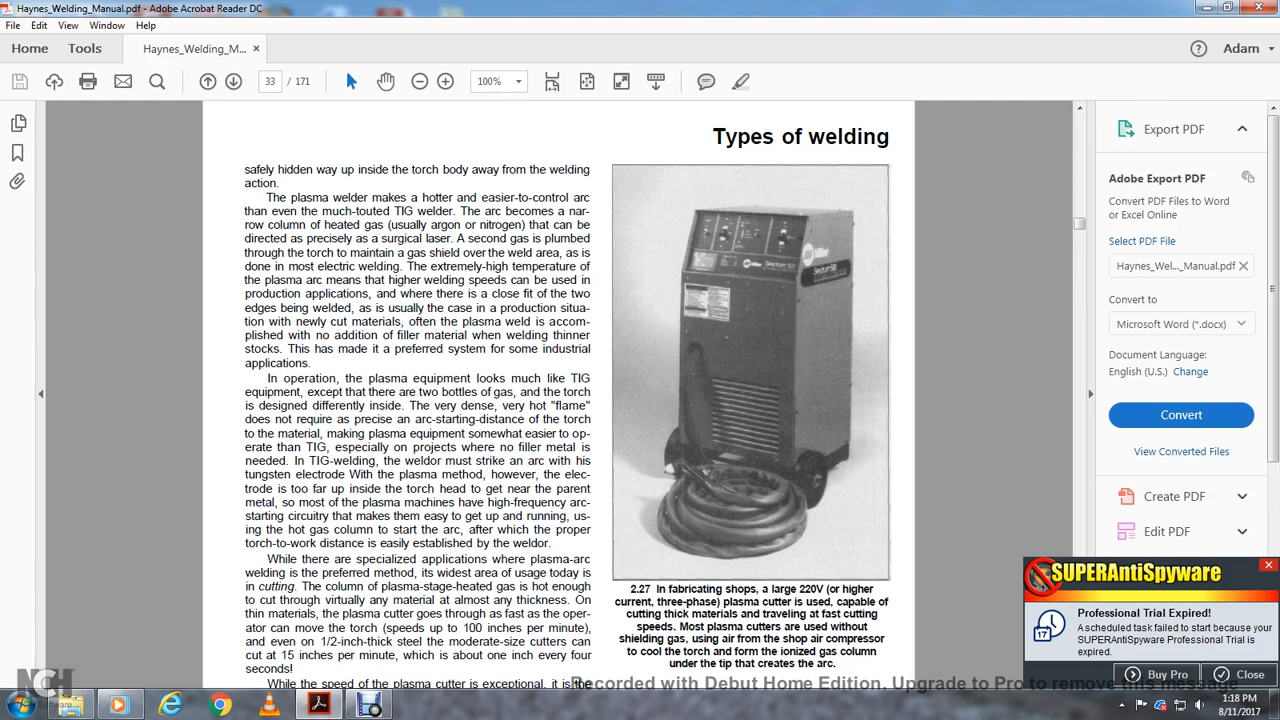 Haynes_Welding_Manual.pdf - Adobe Acrobat Reader DC
File Edit View Window Help
Home Tools Haynes_Welding_M... × Adam
33 / 171 100%
Types of welding
safely hidden way up inside the torch body away from the welding
action.
The plasma welder makes a hotter and easier-to-control arc
than even the much-touted TIG welder. The arc becomes a nar-
row column of heated gas (usually argon or nitrogen) that can be
directed as precisely as a surgical laser. A second gas is plumbed
through the torch to maintain a gas shield over the weld area, as is
done in most electric welding. The extremely-high temperature of
the plasma arc means that higher welding speeds can be used in
production applications, and where there is a close fit of the two
edges being welded, as is usually the case in a production situa-
tion with newly cut materials, often the plasma weld is accom-
plished with no addition of filler material when welding thinner
stocks. This has made it a preferred system for some industrial
applications.
In operation, the plasma equipment looks much like TIG
equipment, except that there are two bottles of gas, and the torch
is designed differently inside. The very dense, very hot "flame"
does not require as precise an arc-starting-distance of the torch
to the material, making plasma equipment somewhat easier to op-
erate than TIG, especially on projects where no filler metal is
needed. In TIG-welding, the weldor must strike an arc with his
tungsten electrode With the plasma method, however, the elec-
trode is too far up inside the torch head to get near the parent
metal, so most of the plasma machines have high-frequency arc-
starting circuitry that makes them easy to get up and running, us-
ing the hot gas column to start the arc, after which the proper
torch-to-work distance is easily established by the weldor.
While there are specialized applications where plasma-arc
welding is the preferred method, its widest area of usage today is
in cutting. The column of plasma-stage-heated gas is hot enough
to cut through virtually any material at almost any thickness. On
thin materials, the plasma cutter goes through as fast as the oper-
ator can move the torch (speeds up to 100 inches per minute),
and even on 1/2-inch-thick steel the moderate-size cutters can
cut at 15 inches per minute, which is about one inch every four
seconds!
While the speed of the plasma cutter is exceptional, it is the
Miller
Spectrum
2.27 In fabricating shops, a large 220V (or higher
current, three-phase) plasma cutter is used, capable of
cutting thick materials and traveling at fast cutting
speeds. Most plasma cutters are used without
shielding gas, using air from the shop air compressor
to cool the torch and form the ionized gas column
under the tip that creates the arc.
Export PDF
Adobe Export PDF
Convert PDF Files to Word
or Excel Online
Select PDF File
Haynes_Wel..._Manual.pdf ×
Convert to
Microsoft Word (*.docx)
Document Language:
English (U.S.) Change
Convert
View Converted Files
Create PDF
Edit PDF
SUPERAntiSpyware
17
Professional Trial Expired!
A scheduled task failed to start because your
SUPERAntiSpyware Professional Trial is
expired.
Buy Pro Close
NCH Software
Recorded with Debut Home Edition. Upgrade to Pro to remove this message
1:18 PM
8/11/2017